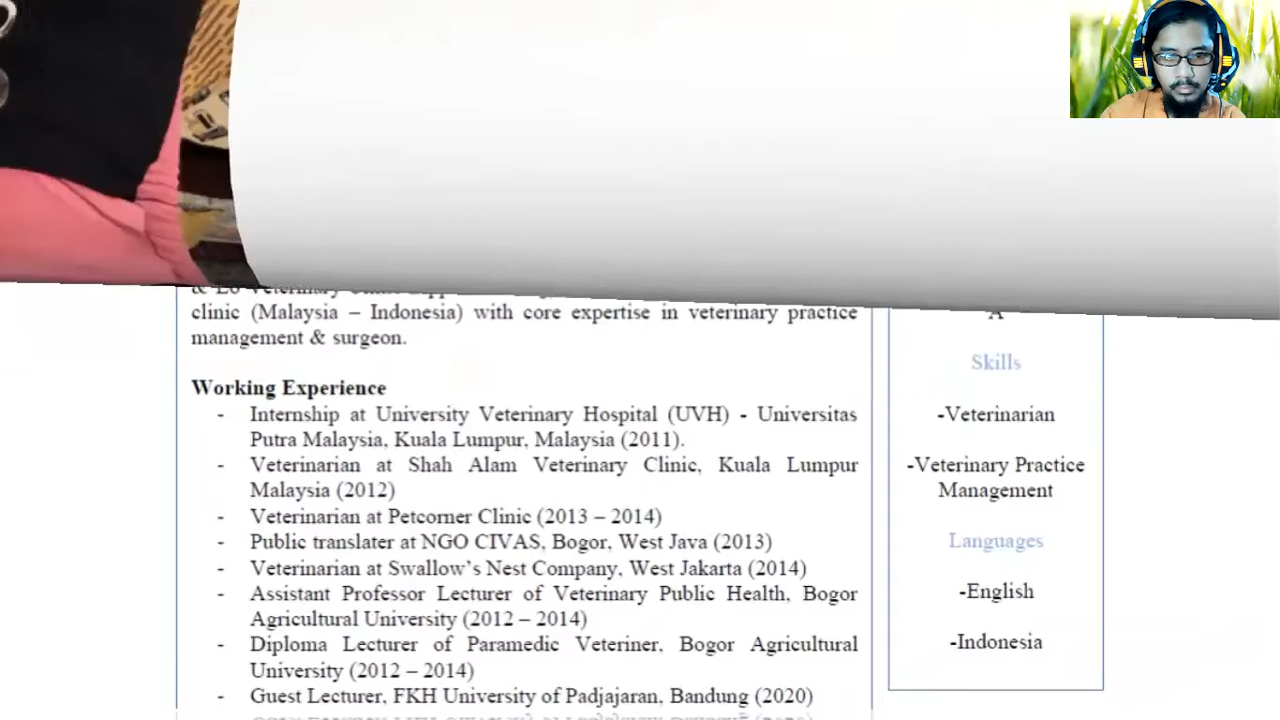 clinic (Malaysia – Indonesia) with core expertise in veterinary practice
management & surgeon.
Working Experience
- Internship at University Veterinary Hospital (UVH) - Universitas
Putra Malaysia, Kuala Lumpur, Malaysia (2011).
- Veterinarian at Shah Alam Veterinary Clinic, Kuala Lumpur
Malaysia (2012)
- Veterinarian at Petcorner Clinic (2013 – 2014)
- Public translater at NGO CIVAS, Bogor, West Java (2013)
- Veterinarian at Swallow's Nest Company, West Jakarta (2014)
- Assistant Professor Lecturer of Veterinary Public Health, Bogor
Agricultural University (2012 – 2014)
- Diploma Lecturer of Paramedic Veteriner, Bogor Agricultural
University (2012 – 2014)
- Guest Lecturer, FKH University of Padjajaran, Bandung (2020)
Skills
-Veterinarian
-Veterinary Practice
Management
Languages
-English
-Indonesia